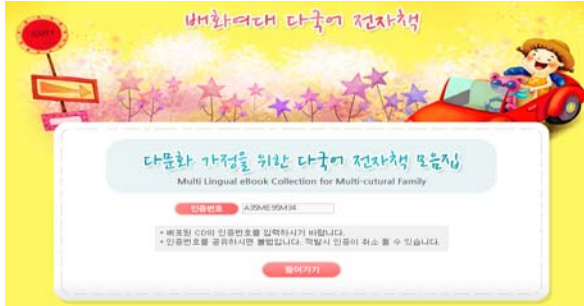 배화여대 다국어 전자책
다문화 가정을 위한 다국어 전자책 모음집
Multi Lingual eBook Collection for Multi-cutural Family
인증번호 A35ME95M34
* 배포된 CD의 인증번호를 입력하시기 바랍니다.
* 인증번호를 공유하시면 불법입니다. 적발시 인증이 취소 될 수 있습니다.
들어가기